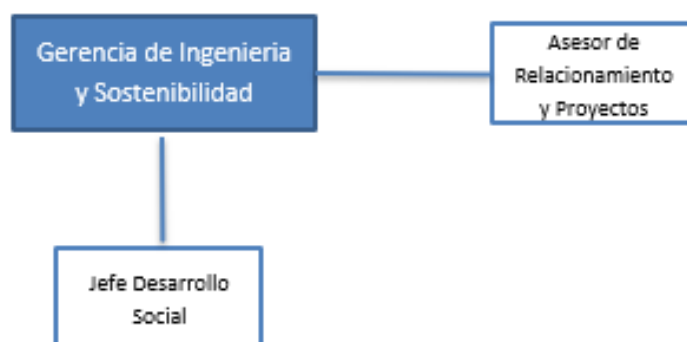 Gerencia de Ingenieria
y Sostenibilidad
Asesor de
Relacionamiento
y Proyectos
Jefe Desarrollo
Social